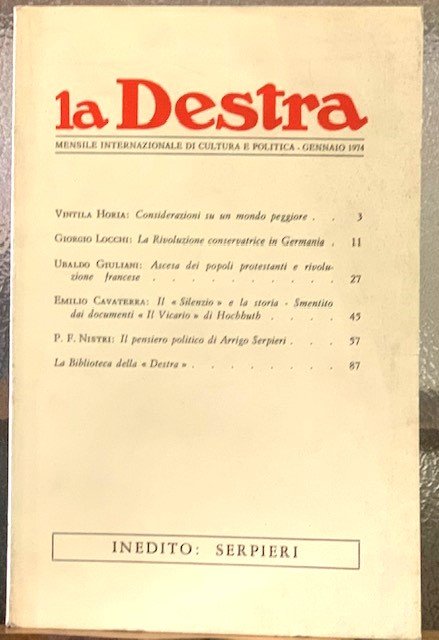 la Destra
MENSILE INTERNAZIONALE DI CULTURA E POLITICA - GENNAIO 1974
VINTILA HORIA: Considerazioni su un mondo peggiore . . 3
GIORGIO LOCCHI: La Rivoluzione conservatrice in Germania . 11
UBALDO GIULIANI: Ascesa dei popoli protestanti e rivolu-
zione francese . . . . . . . . . . 27
EMILIO CAVATERRA: Il « Silenzio » e la storia - Smentito
dai documenti « Il Vicario » di Hochhuth . . . . 45
P. F. NISTRI: Il pensiero politico di Arrigo Serpieri . . . 57
La Biblioteca della « Destra » . . . . . . . . 87
INEDITO: SERPIERI